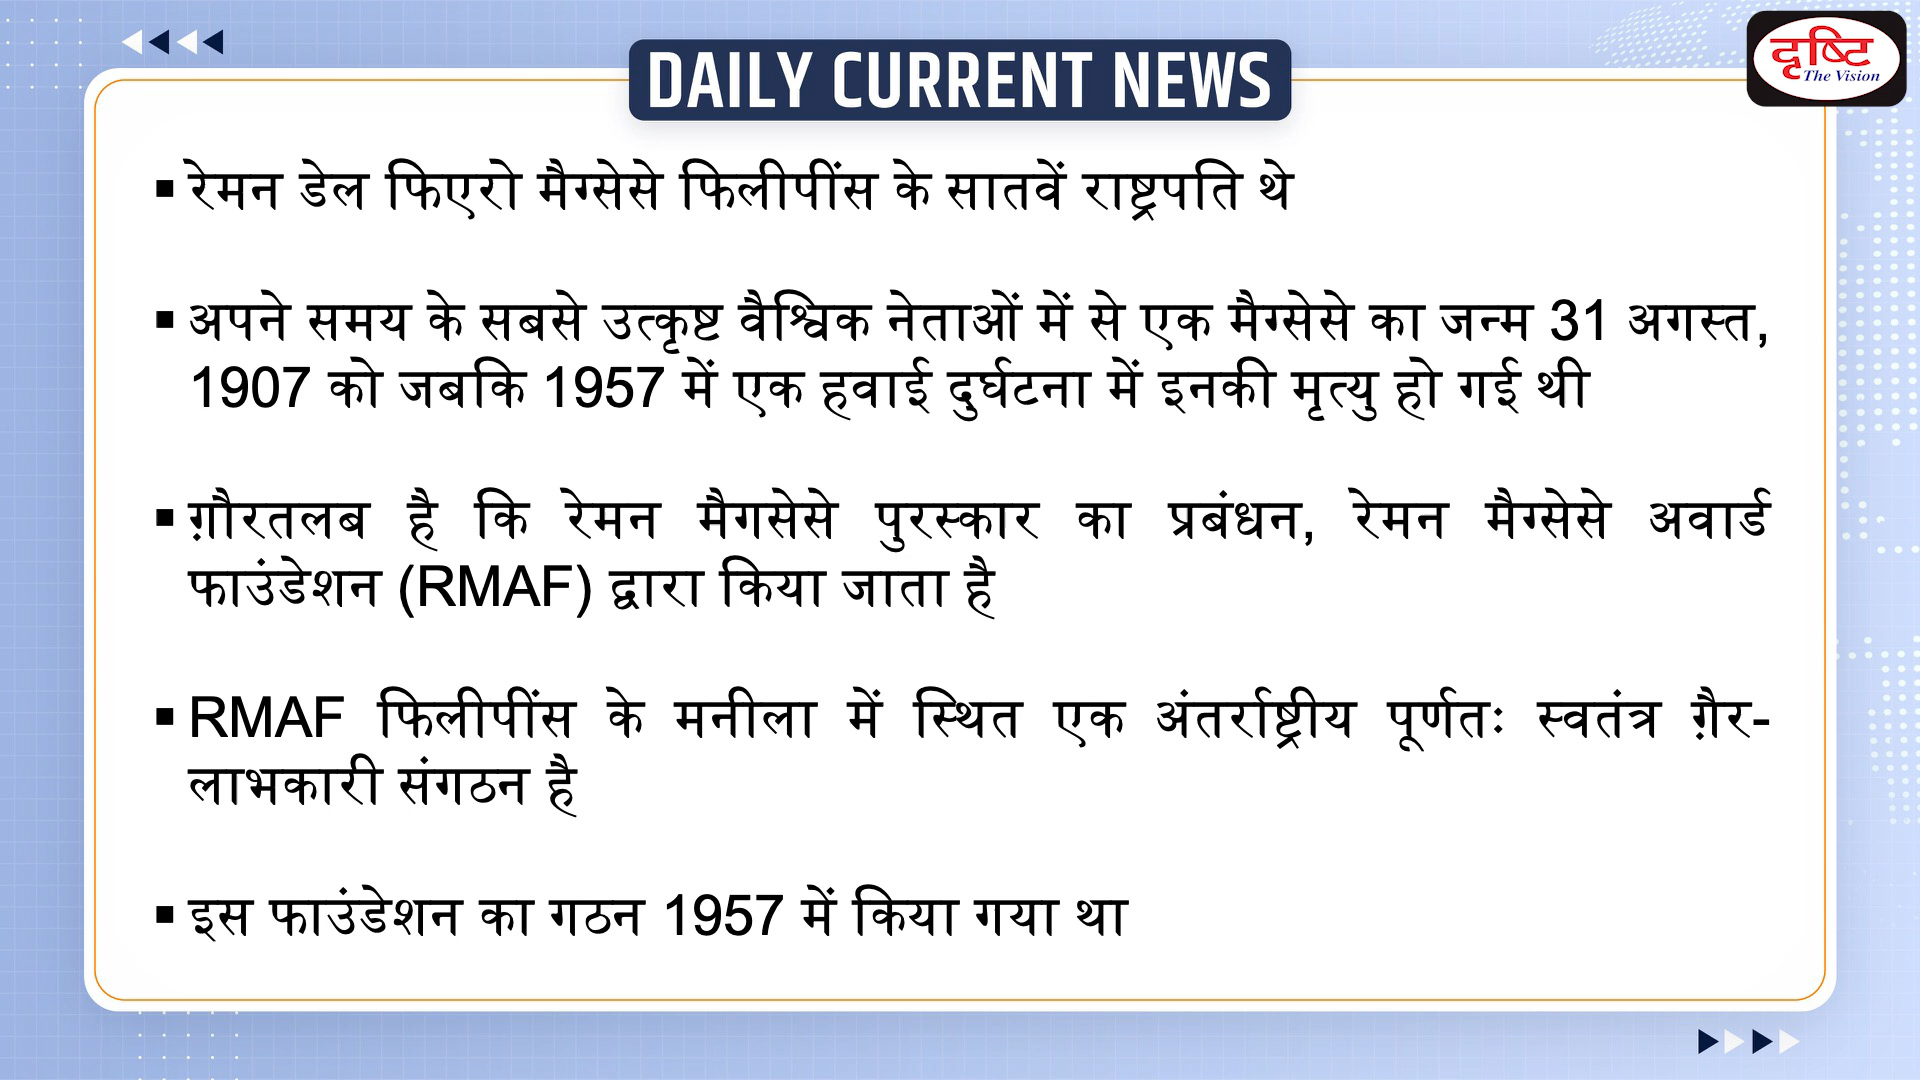 DAILY CURRENT NEWS
दृष्टि
The Vision
▪ रेमन डेल फिएरो मैग्सेसे फिलीपींस के सातवें राष्ट्रपति थे
▪ अपने समय के सबसे उत्कृष्ट वैश्विक नेताओं में से एक मैग्सेसे का जन्म 31 अगस्त,
1907 को जबकि 1957 में एक हवाई दुर्घटना में इनकी मृत्यु हो गई थी
▪ ग़ौरतलब है कि रेमन मैगसेसे पुरस्कार का प्रबंधन, रेमन मैग्सेसे अवार्ड
फाउंडेशन (RMAF) द्वारा किया जाता है
▪ RMAF फिलीपींस के मनीला में स्थित एक अंतर्राष्ट्रीय पूर्णतः स्वतंत्र ग़ैर-
लाभकारी संगठन है
▪ इस फाउंडेशन का गठन 1957 में किया गया था